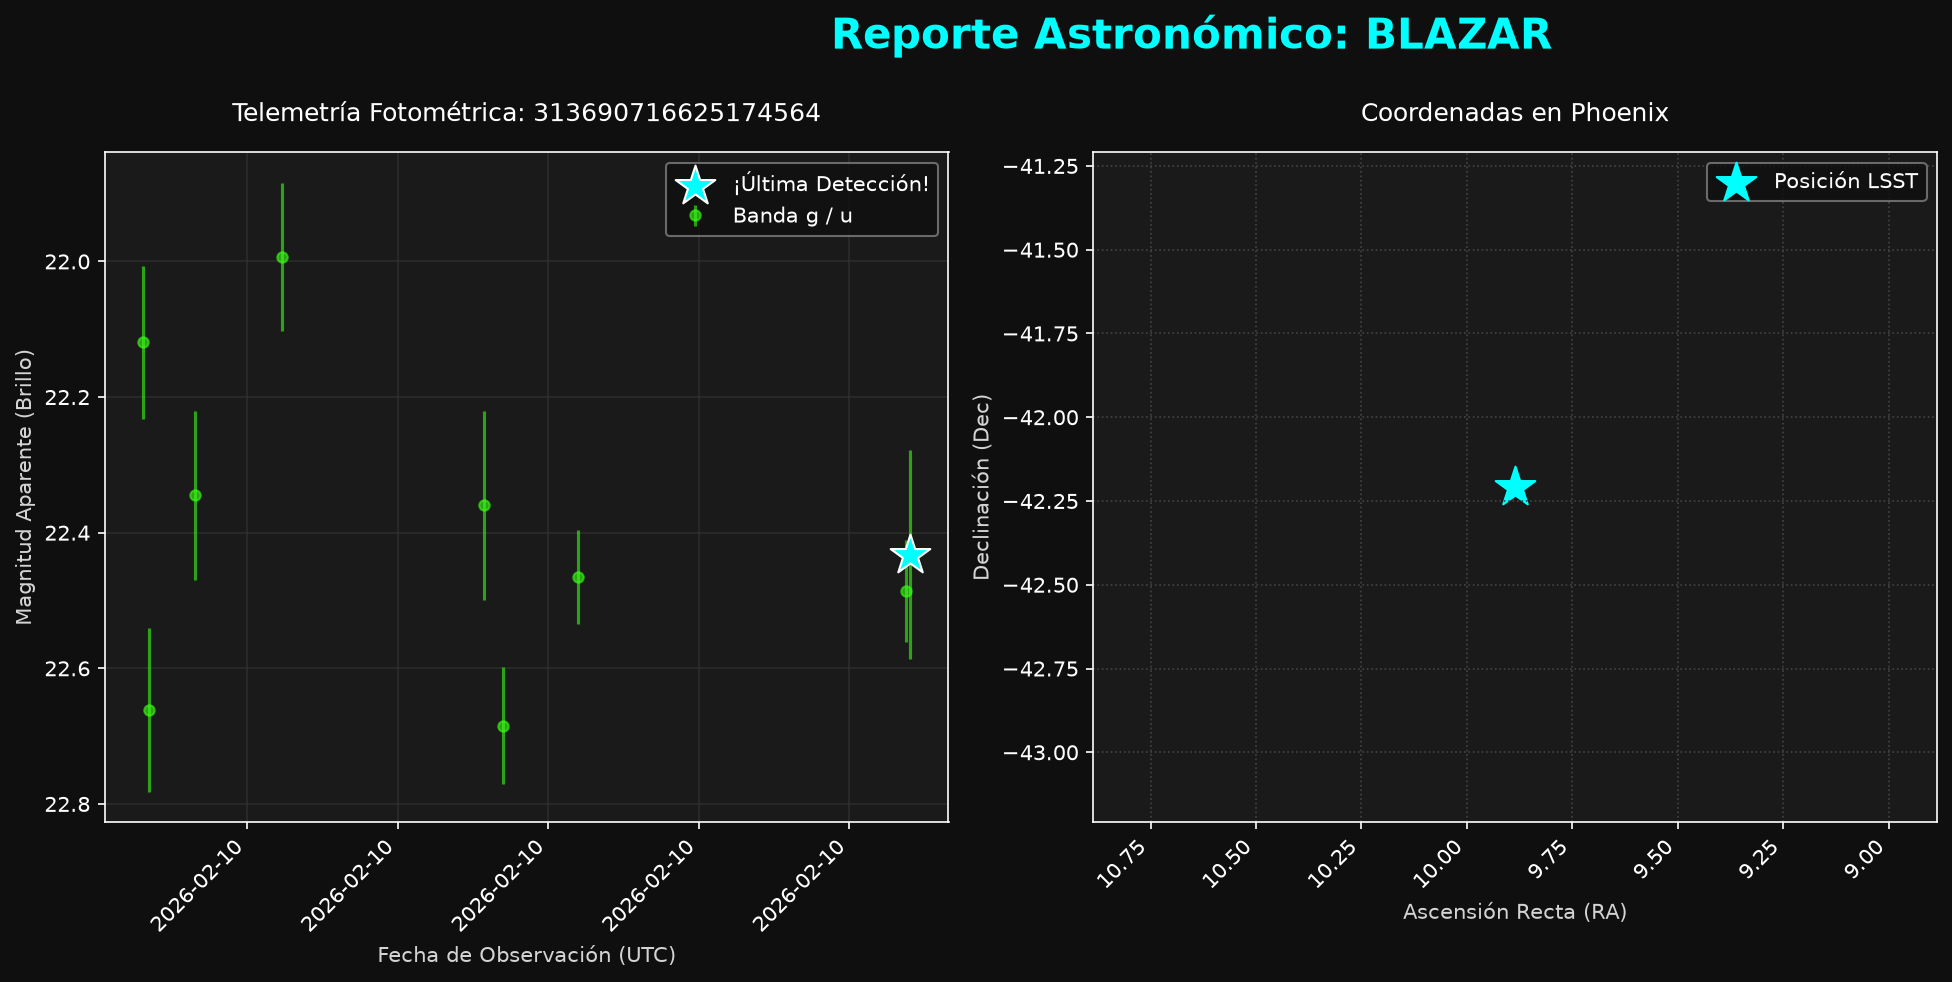 Reporte Astronómico: BLAZAR
Telemetría Fotométrica: 313690716625174564
¡Última Detección!
Banda g / u
Magnitud Aparente (Brillo)
22.0
22.2
22.4
22.6
22.8
2026-02-10
2026-02-10
2026-02-10
2026-02-10
2026-02-10
Fecha de Observación (UTC)
Coordenadas en Phoenix
Posición LSST
Declinación (Dec)
−41.25
−41.50
−41.75
−42.00
−42.25
−42.50
−42.75
−43.00
10.75
10.50
10.25
10.00
9.75
9.50
9.25
9.00
Ascensión Recta (RA)